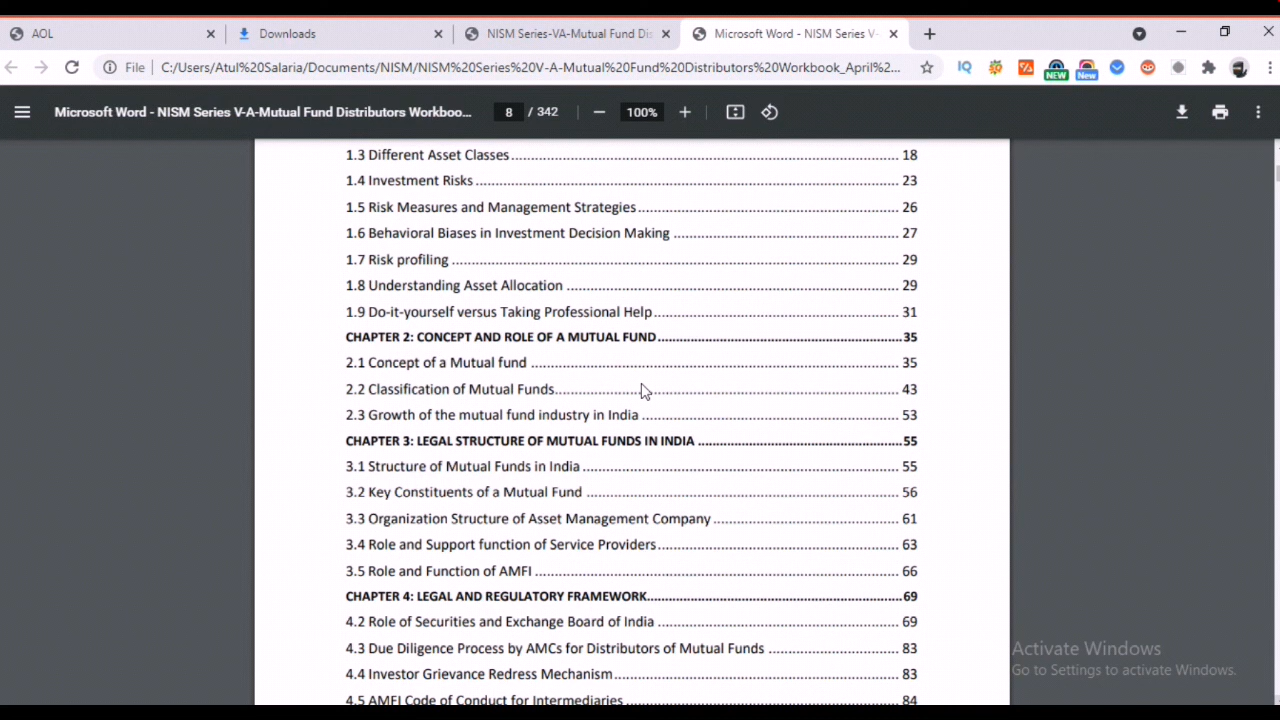 AOL
Downloads
NISM Series-VA-Mutual Fund Dis
Microsoft Word - NISM Series V-
File
C:/Users/Atul%20Salaria/Documents/NISM/NISM%20Series%20V-A-Mutual%20Fund%20Distributors%20Workbook_April%2...
IQ
NEW
New
Microsoft Word - NISM Series V-A-Mutual Fund Distributors Workboo...
8 / 342
100%
1.3 Different Asset Classes 18
1.4 Investment Risks 23
1.5 Risk Measures and Management Strategies 26
1.6 Behavioral Biases in Investment Decision Making 27
1.7 Risk profiling 29
1.8 Understanding Asset Allocation 29
1.9 Do-it-yourself versus Taking Professional Help 31
CHAPTER 2: CONCEPT AND ROLE OF A MUTUAL FUND 35
2.1 Concept of a Mutual fund 35
2.2 Classification of Mutual Funds 43
2.3 Growth of the mutual fund industry in India 53
CHAPTER 3: LEGAL STRUCTURE OF MUTUAL FUNDS IN INDIA 55
3.1 Structure of Mutual Funds in India 55
3.2 Key Constituents of a Mutual Fund 56
3.3 Organization Structure of Asset Management Company 61
3.4 Role and Support function of Service Providers 63
3.5 Role and Function of AMFI 66
CHAPTER 4: LEGAL AND REGULATORY FRAMEWORK 69
4.2 Role of Securities and Exchange Board of India 69
4.3 Due Diligence Process by AMCs for Distributors of Mutual Funds 83
4.4 Investor Grievance Redress Mechanism 83
4.5 AMFI Code of Conduct for Intermediaries 84
Activate Windows
Go to Settings to activate Windows.